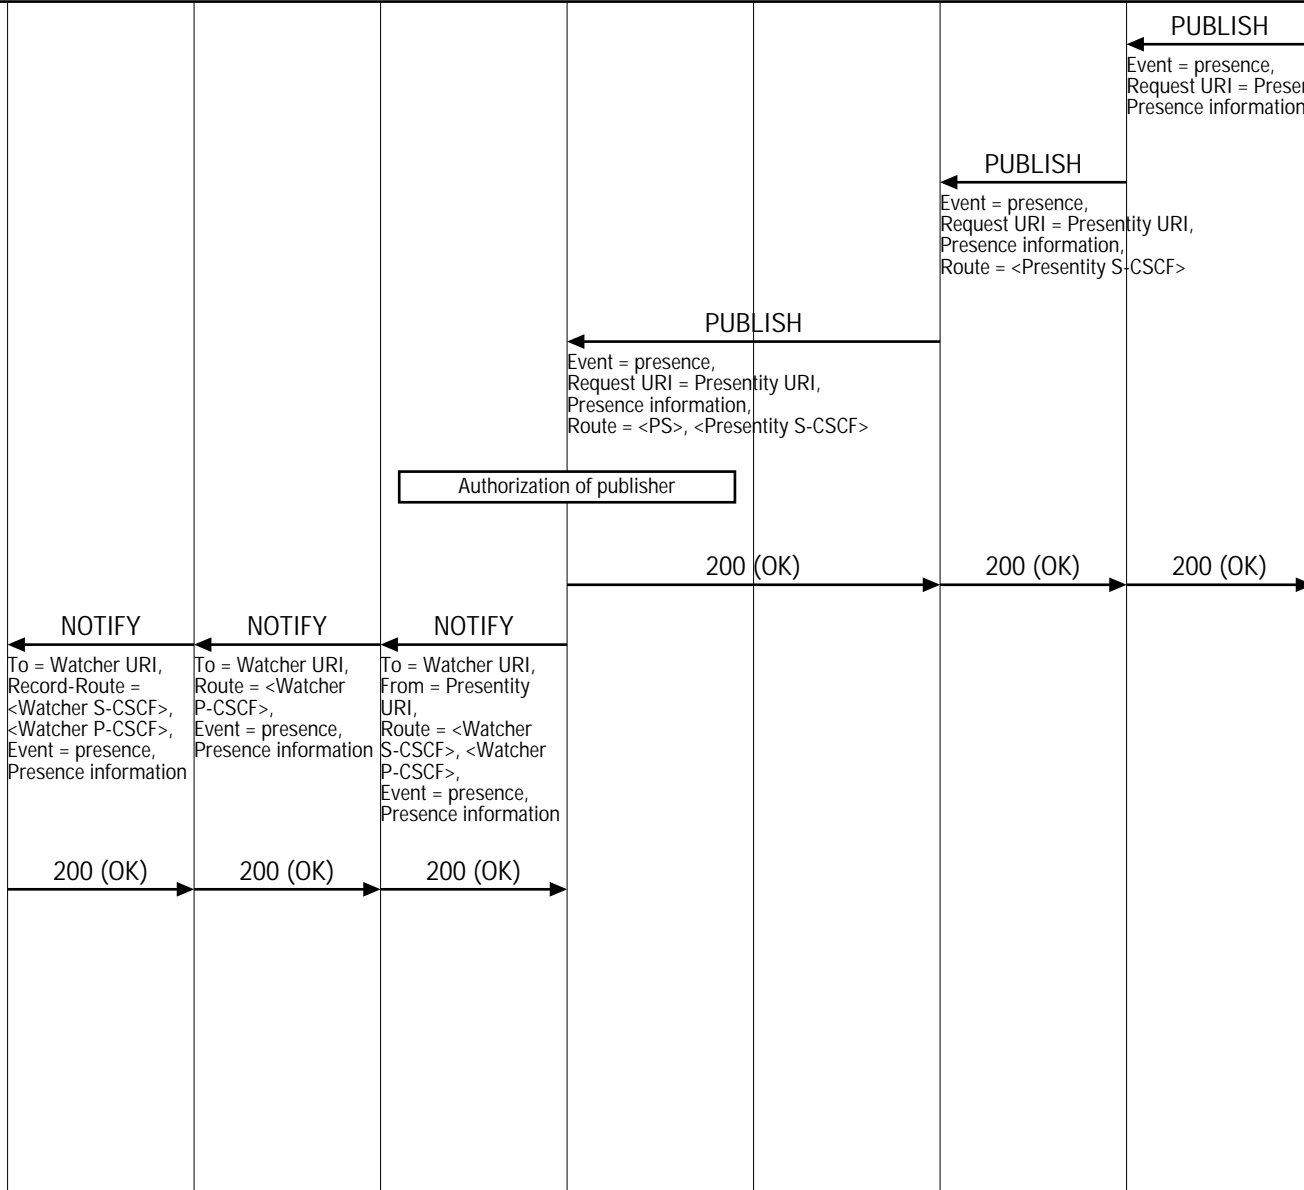 PUBLISH
Event = presence,
Request URI = Presen
Presence information
PUBLISH
Event = presence,
Request URI = Presentity URI,
Presence information,
Route = <Presentity S-CSCF>
PUBLISH
Event = presence,
Request URI = Presentity URI,
Presence information,
Route = <PS>, <Presentity S-CSCF>
Authorization of publisher
200 (OK)
200 (OK)
200 (OK)
NOTIFY
To = Watcher URI,
Record-Route =
<Watcher S-CSCF>,
<Watcher P-CSCF>,
Event = presence,
Presence information
NOTIFY
To = Watcher URI,
Route = <Watcher
P-CSCF>,
Event = presence,
Presence information
NOTIFY
To = Watcher URI,
From = Presentity
URI,
Route = <Watcher
S-CSCF>, <Watcher
P-CSCF>,
Event = presence,
Presence information
200 (OK)
200 (OK)
200 (OK)